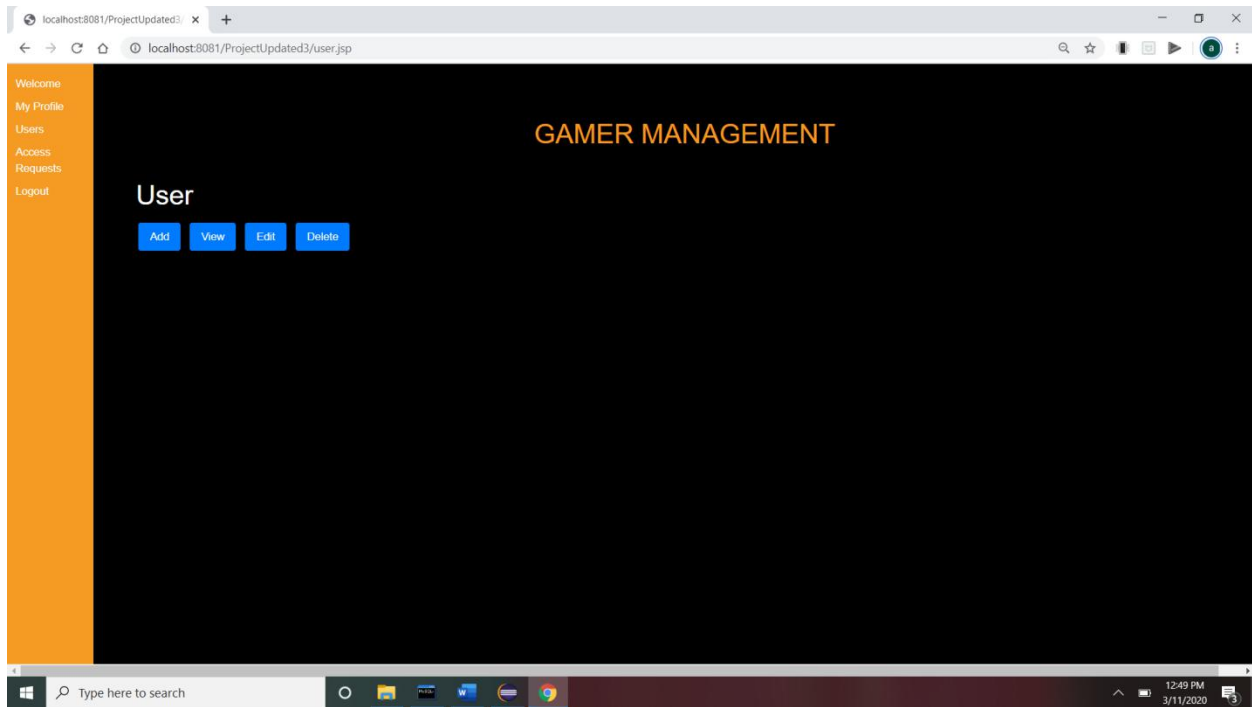 localhost:8081/ProjectUpdated3/
localhost:8081/ProjectUpdated3/user.jsp
a
Welcome
My Profile
Users
Access
Requests
Logout
GAMER MANAGEMENT
User
Add View Edit Delete
Type here to search
W
12:49 PM
3/11/2020
3